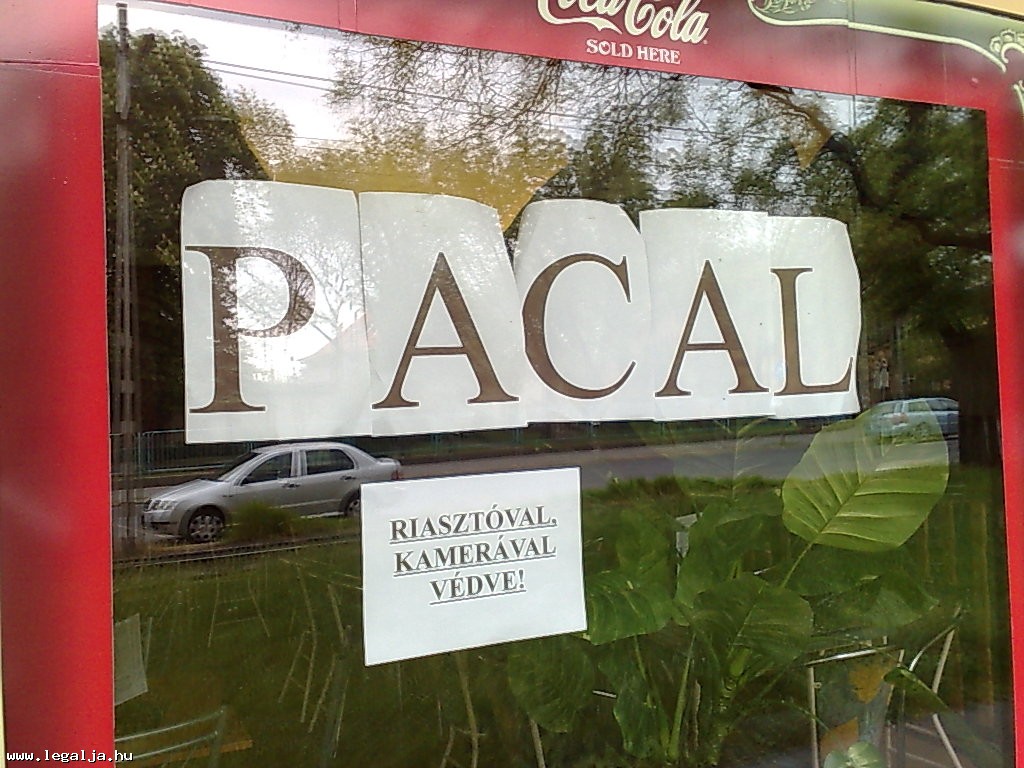 Coca-Cola
SOLD HERE
PACAL
RIASZTÓVAL,
KAMERÁVAL
VÉDVE!
www.legalja.hu